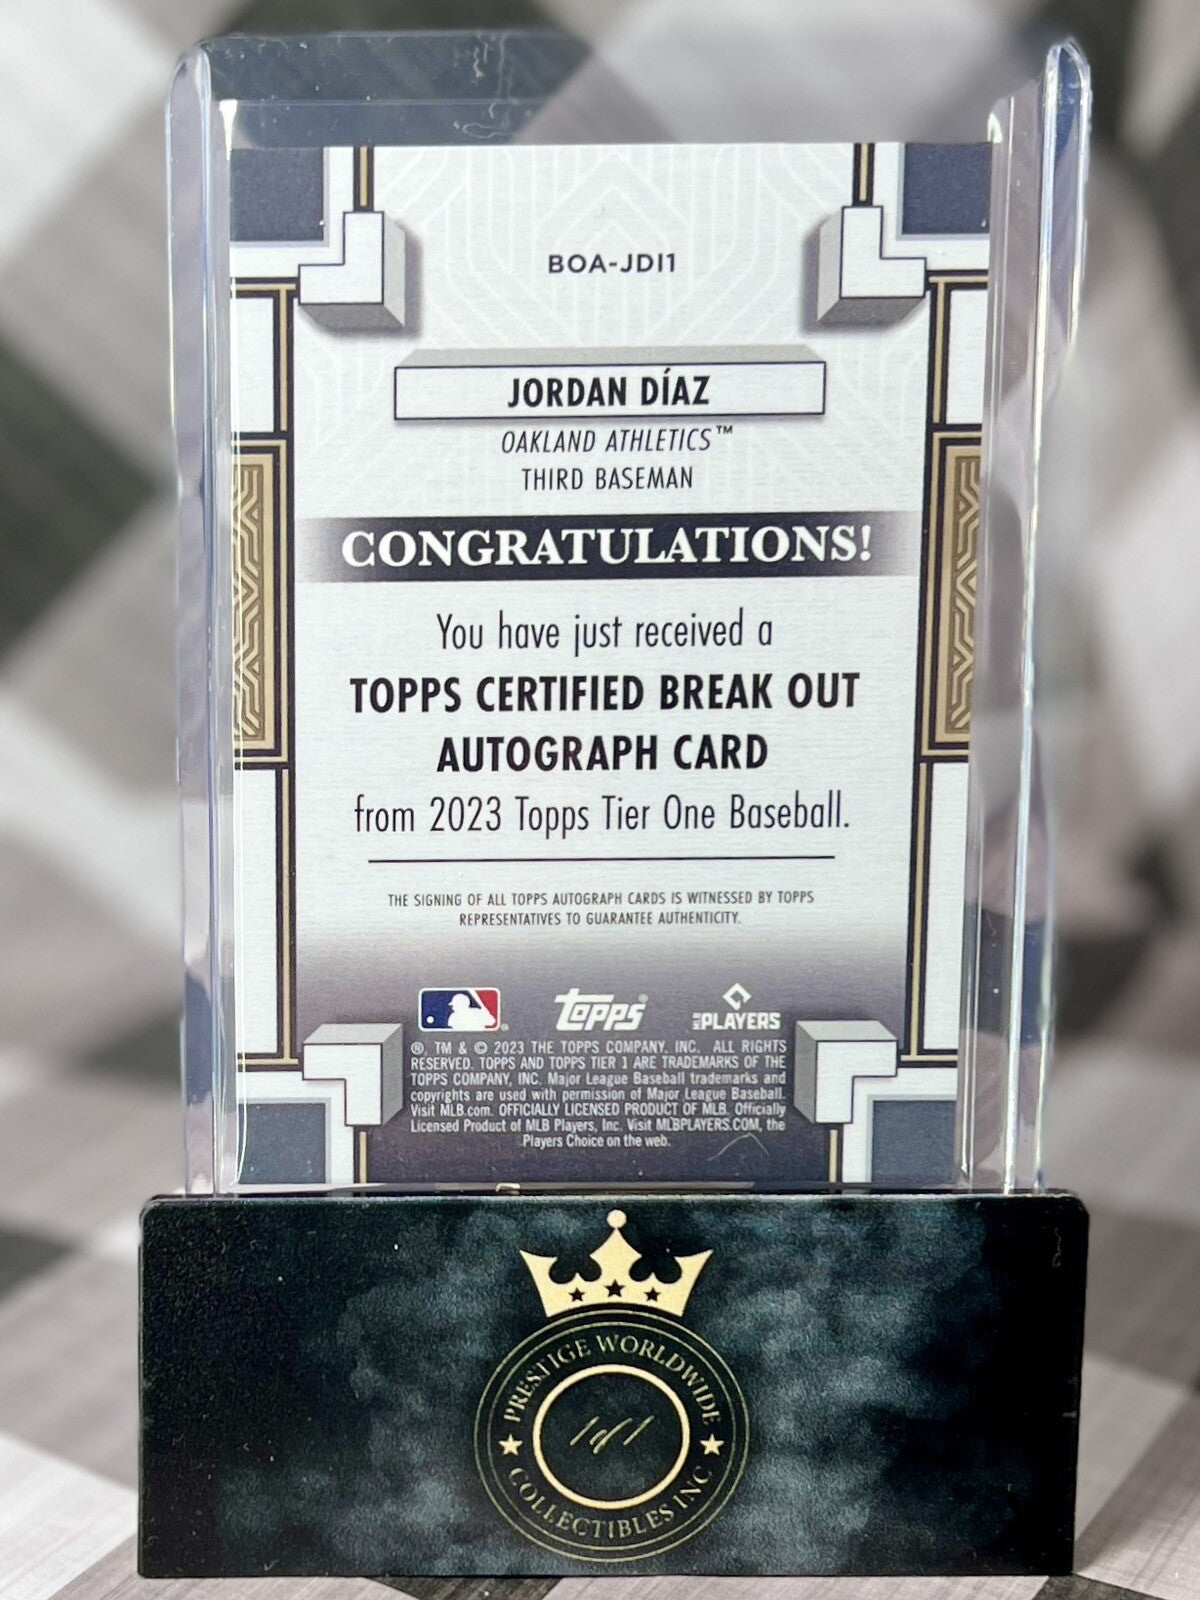 BOA-JDI1
JORDAN DÍAZ
OAKLAND ATHLETICS™
THIRD BASEMAN
CONGRATULATIONS!
You have just received a
TOPPS CERTIFIED BREAK OUT
AUTOGRAPH CARD
from 2023 Topps Tier One Baseball.
THE SIGNING OF ALL TOPPS AUTOGRAPH CARDS IS WITNESSED BY TOPPS
REPRESENTATIVES TO GUARANTEE AUTHENTICITY.
topps® MLB PLAYERS
®, TM & © 2023 THE TOPPS COMPANY, INC. ALL RIGHTS
RESERVED. TOPPS AND TOPPS TIER 1 ARE TRADEMARKS OF THE
TOPPS COMPANY, INC. Major League Baseball trademarks and
copyrights are used with permission of Major League Baseball.
Visit MLB.com. OFFICIALLY LICENSED PRODUCT OF MLB. Officially
Licensed Product of MLB Players, Inc. Visit MLBPLAYERS.COM, the
Players Choice on the web.
PRESTIGE WORLDWIDE
1 of 1
COLLECTIBLES INC